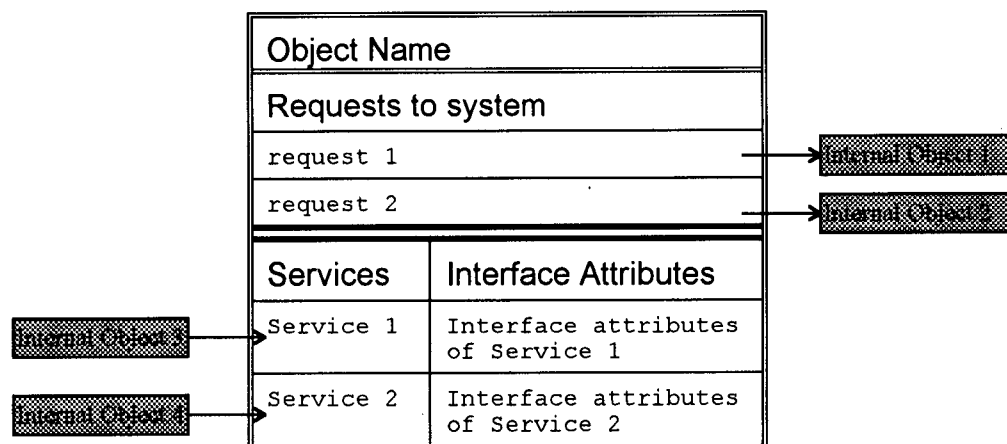 Object Name
Requests to system
request 1
Internal Object 1
request 2
Internal Object 2
Services
Interface Attributes
Internal Object 3
Service 1
Interface attributes
of Service 1
Internal Object 4
Service 2
Interface attributes
of Service 2